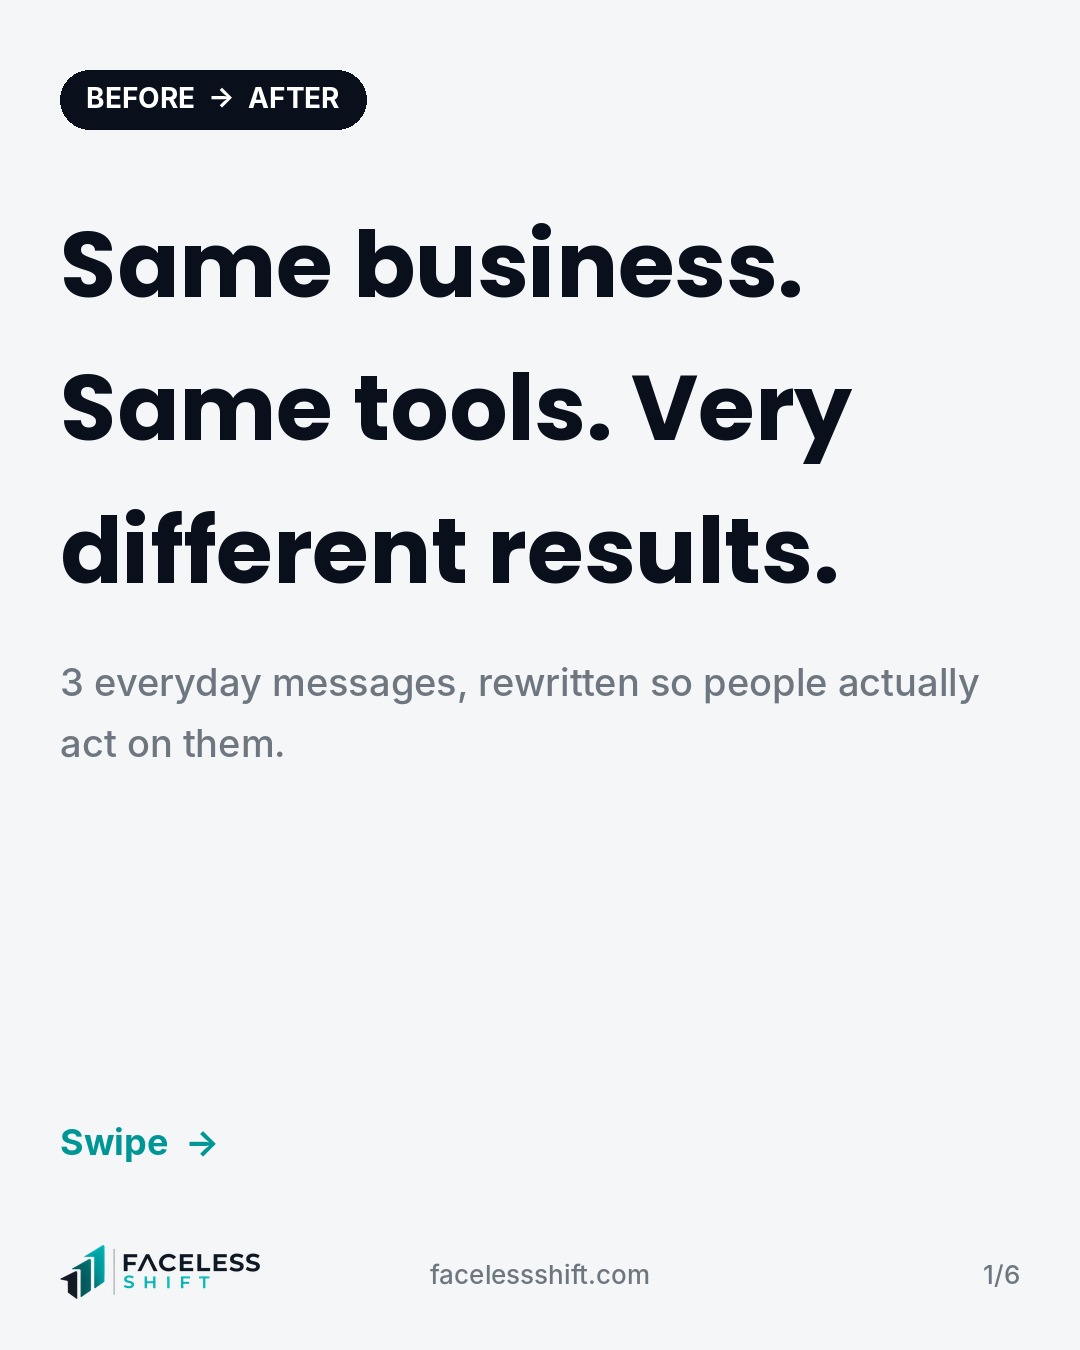 BEFORE → AFTER
Same business.
Same tools. Very
different results.
3 everyday messages, rewritten so people actually
act on them.
Swipe →
FACELESS
SHIFT
facelessshift.com
1/6